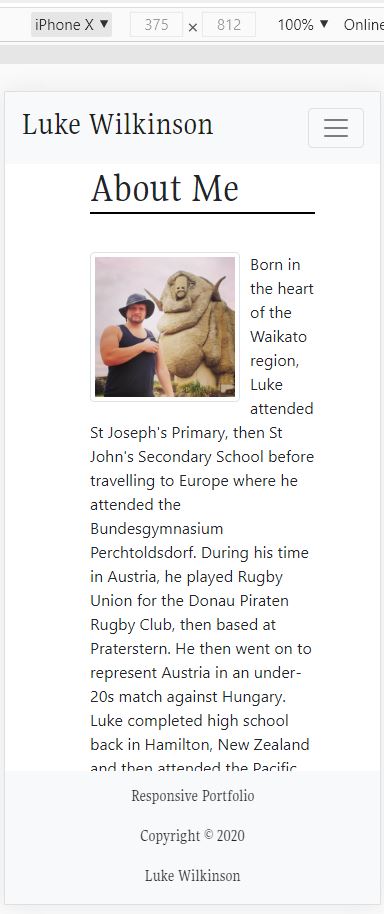 iPhone X ▼ 375 × 812 100% ▼ Online
Luke Wilkinson
About Me
Born in
the heart
of the
Waikato
region,
Luke
attended
St Joseph's Primary, then St
John's Secondary School before
travelling to Europe where he
attended the
Bundesgymnasium
Perchtoldsdorf. During his time
in Austria, he played Rugby
Union for the Donau Piraten
Rugby Club, then based at
Praterstern. He then went on to
represent Austria in an under-
20s match against Hungary.
Luke completed high school
back in Hamilton, New Zealand
and then attended the Pacific
Responsive Portfolio
Copyright © 2020
Luke Wilkinson